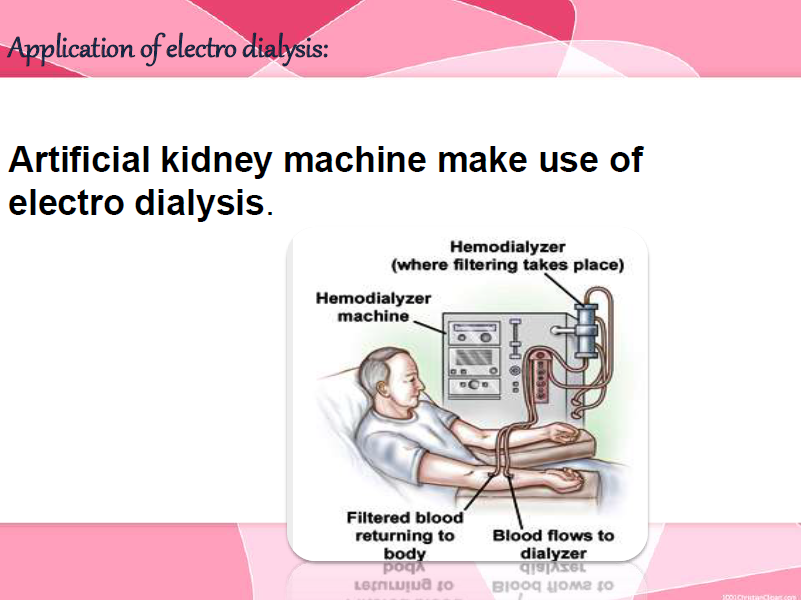 Application of electro dialysis:
Artificial kidney machine make use of
electro dialysis.
Hemodialyzer
(where filtering takes place)
Hemodialyzer
machine
Filtered blood
returning to
body
Blood flows to
dialyzer